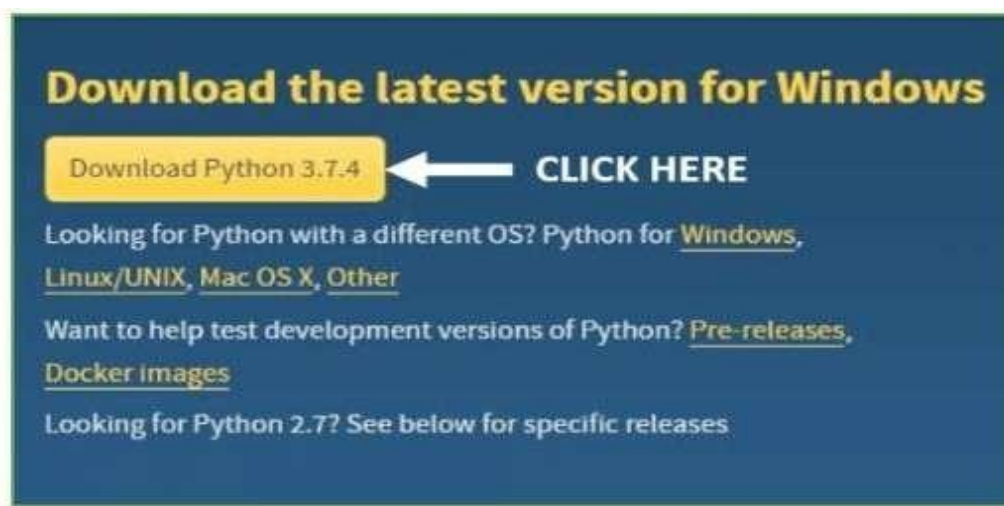 Download the latest version for Windows
Download Python 3.7.4
CLICK HERE
Looking for Python with a different OS? Python for Windows,
Linux/UNIX, Mac OS X, Other
Want to help test development versions of Python? Pre-releases,
Docker images
Looking for Python 2.7? See below for specific releases